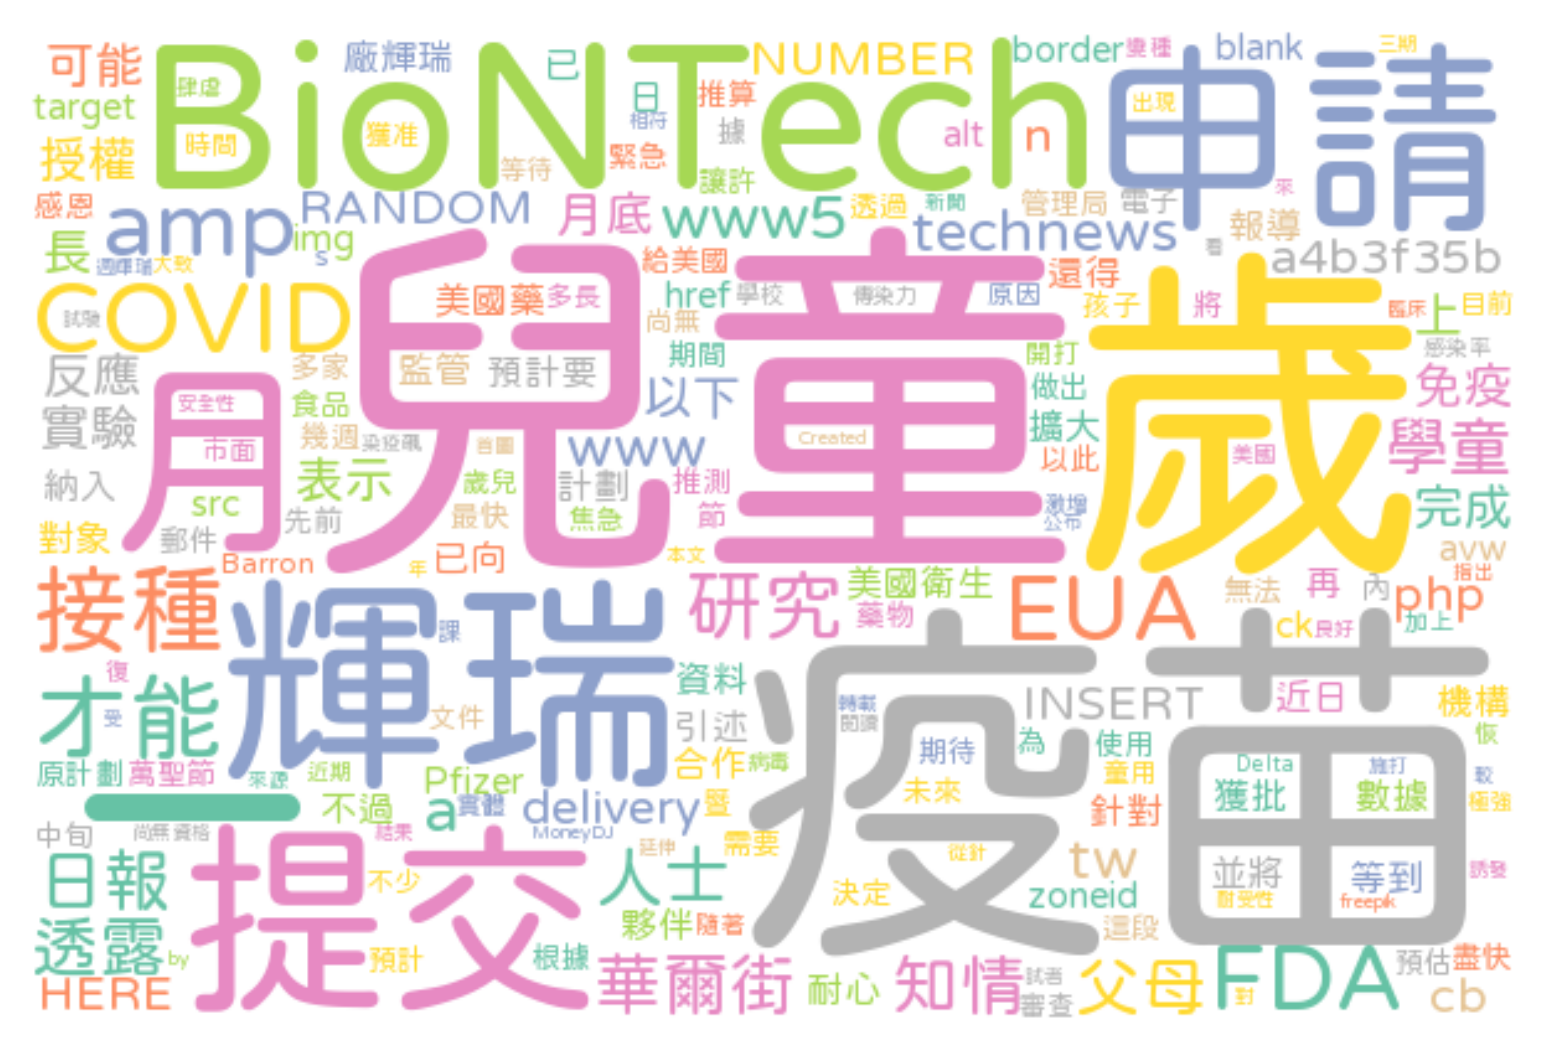 可能
BioNTech
廠輝瑞
已
NUMBER
border
變種
blank
三期
申請
target
肆虐
日
推算
出現
授權
時間
獲准
相符
據
alt
n
緊急
等待
讓許
來
感恩
amp
RANDOM
月底
www5
透過
新聞
管理局
電子
報導
technews
長
img
s
週輝瑞
大致
給美國
還得
看
a4b3f35b
COVID
試驗
美國藥
多長
兒童
href
學校
傳染力
原因
孩子
將
歲
臨床
上
目前
尚無
反應
多家
監管
預計要
期間
開打
感染率
月
安全性
食品
以下
做出
免疫
實驗
幾週
染疫飆
首圖
www
Created
擴大
學童
市面
以此
美國
納入
src
表示
歲兒
計劃
推測
先前
最快
焦急
節
激增
公布
完成
對象
郵件
Barron
年
已向
本文
avw
接種
輝瑞
研究
美國衛生
EUA
無法
再
內
指出
php
課
藥物
ck
良好
加上
復
才能
受
資料
疫苗
INSERT
近日
機構
文件
引述
轉載
閱讀
期待
為
使用
恢
原計劃
萬聖節
來源
近期
Pfizer
合作
病毒
未來
童用
Delta
施打
較
一
不過
a
實體
delivery
暨
針對
獲批
數據
極強
中旬
尚無資格
結果
MoneyDJ
延伸
需要
從針
日報
提交
不少
人士
tw
並將
等到
誘發
決定
zoneid
耐受性
freepik
透露
by
夥伴
隨著
這段
預計
根據
華爾街
耐心
知情
試者
審查
父母
FDA
對
預估
盡快
HERE
cb